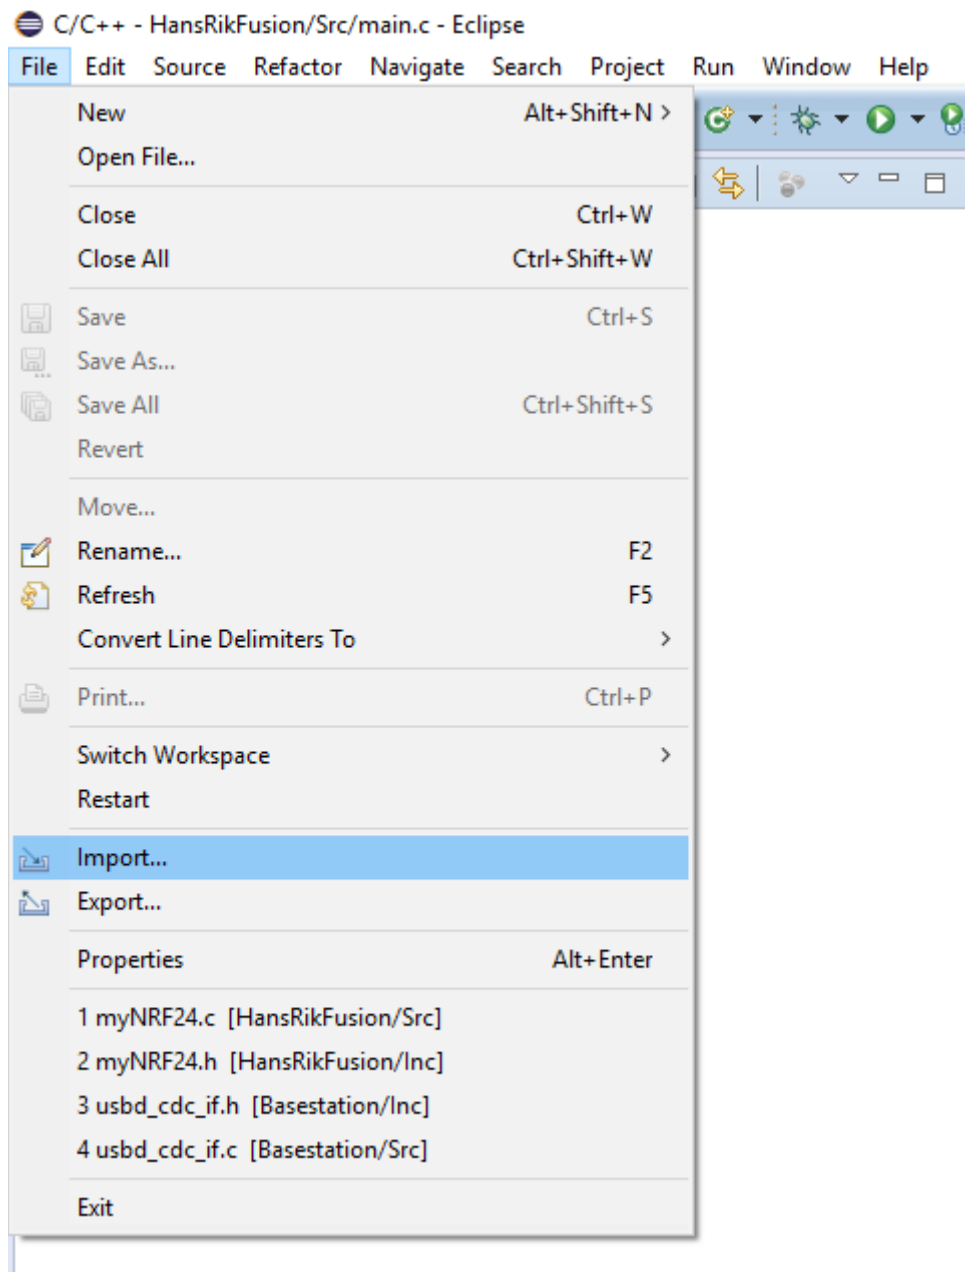 C/C++ - HansRikFusion/Src/main.c - Eclipse
File Edit Source Refactor Navigate Search Project Run Window Help
New Alt+Shift+N >
Open File...
Close Ctrl+W
Close All Ctrl+Shift+W
Save Ctrl+S
Save As...
Save All Ctrl+Shift+S
Revert
Move...
Rename... F2
Refresh F5
Convert Line Delimiters To >
Print... Ctrl+P
Switch Workspace >
Restart
Import...
Export...
Properties Alt+Enter
1 myNRF24.c [HansRikFusion/Src]
2 myNRF24.h [HansRikFusion/Inc]
3 usbd_cdc_if.h [Basestation/Inc]
4 usbd_cdc_if.c [Basestation/Src]
Exit